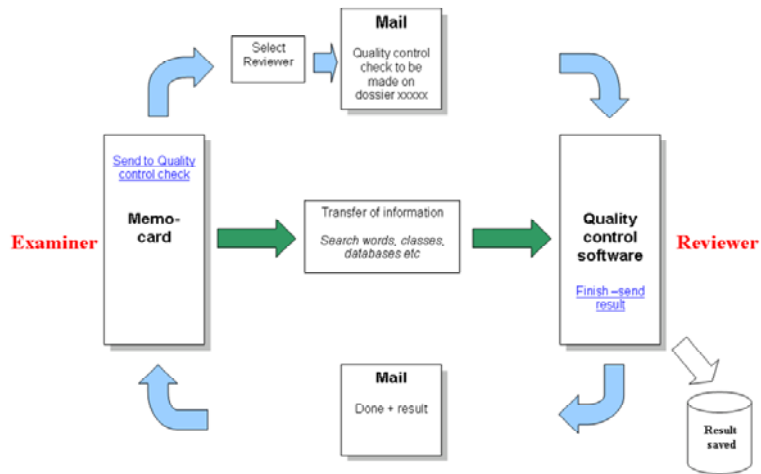 Select
Reviewer
Mail
Quality control
check to be
made on
dossier xxxxx
Send to Quality
control check
Memo-
card
Examiner
Transfer of information
Search words, classes,
databases etc
Quality
control
software
Finish –send
result
Reviewer
Mail
Done + result
Result
saved